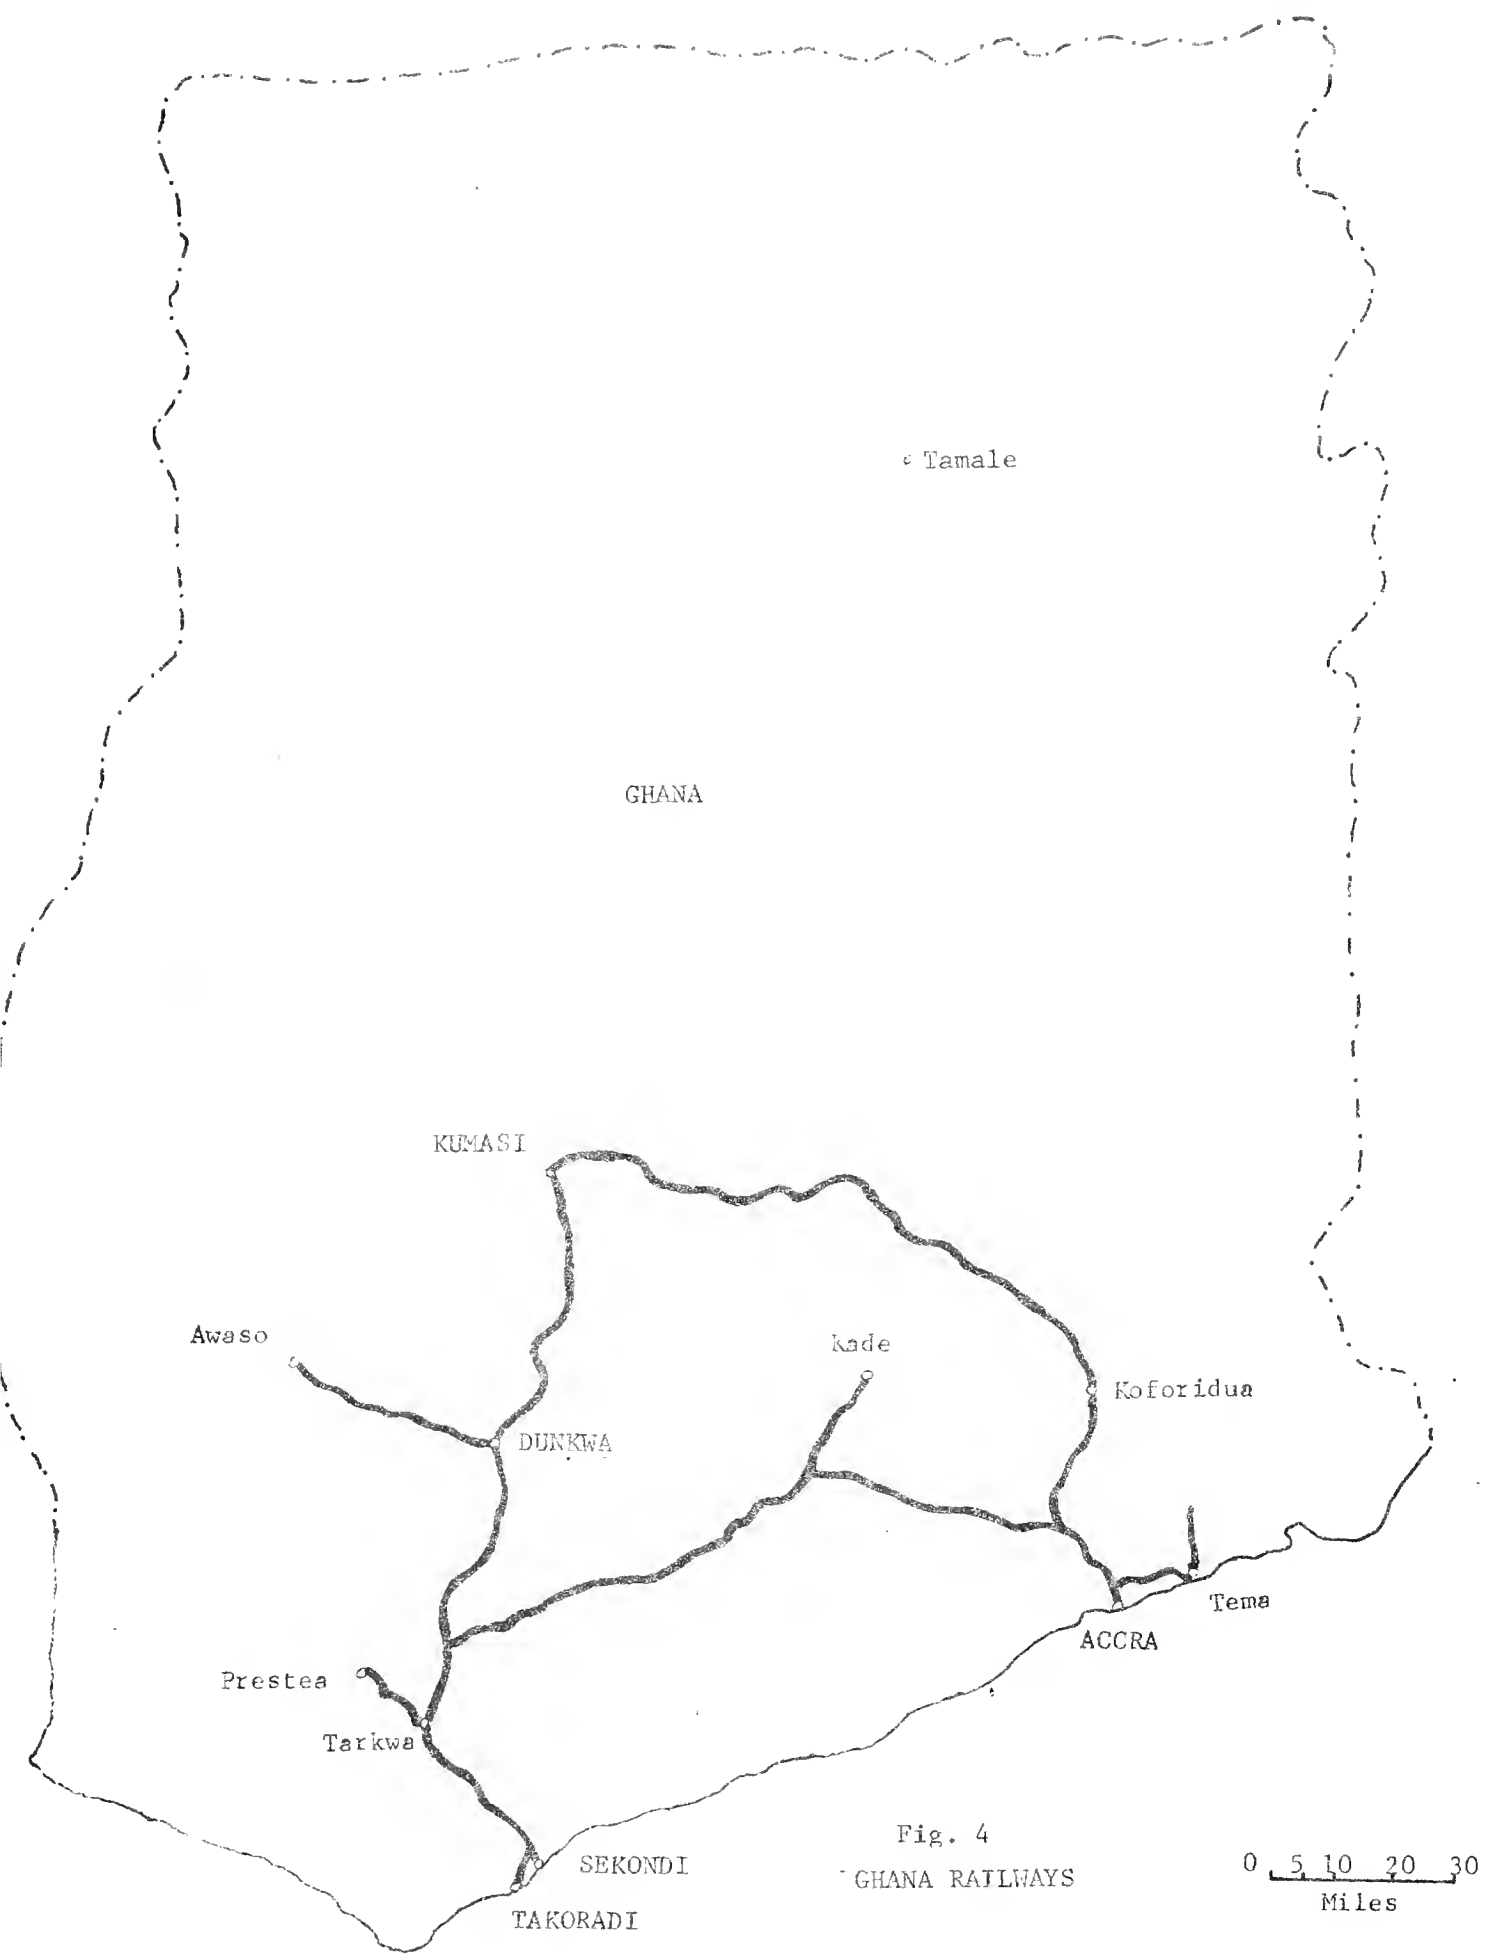 Tamale
GHANA
KUMASI
Awaso
Kade
Koforidua
DUNKWA
Tema
ACCRA
Prestea
Tarkwa
Fig. 4
SEKONDI
GHANA RAILWAYS
TAKORADI
0 5 10 20 30
Miles